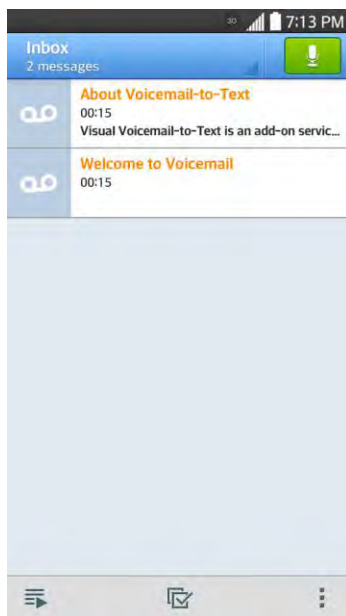 3G 7:13 PM
Inbox
2 messages
About Voicemail-to-Text
00:15
Visual Voicemail-to-Text is an add-on servic...
Welcome to Voicemail
00:15